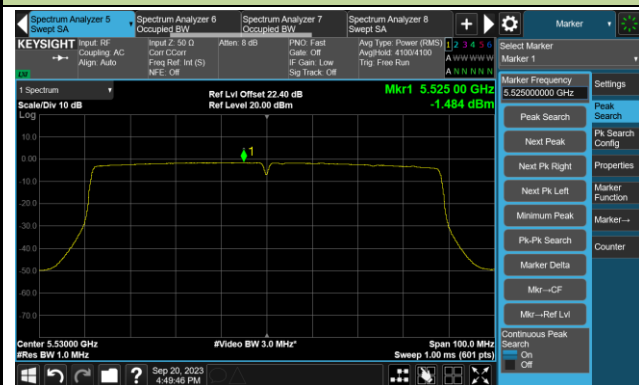 Spectrum Analyzer 5
Swept SA
Spectrum Analyzer 6
Occupied BW
Spectrum Analyzer 7
Occupied BW
Spectrum Analyzer 8
Swept SA
Marker
KEYSIGHT
Input: RF
Coupling: AC
Align: Auto
Input Z: 50 Ω
Corr CCorr
Freq Ref: Int (S)
NFE: Off
Atten: 8 dB
PNO: Fast
Gate: Off
IF Gain: Low
Sig Track: Off
Avg Type: Power (RMS)
Avg|Hold: 4100/4100
Trig: Free Run
1 2 3 4 5 6
A W W W W W
A N N N N N
Select Marker
Marker 1
1 Spectrum
Scale/Div 10 dB
Log
Ref Lvl Offset 22.40 dB
Ref Level 20.00 dBm
Mkr1 5.525 00 GHz
-1.484 dBm
10.0
0.00
-10.0
-20.0
-30.0
-40.0
-50.0
-60.0
-70.0
1
Center 5.53000 GHz
#Res BW 1.0 MHz
#Video BW 3.0 MHz*
Span 100.0 MHz
Sweep 1.00 ms (601 pts)
Marker Frequency
5.525000000 GHz
Peak Search
Next Peak
Next Pk Right
Next Pk Left
Minimum Peak
Pk-Pk Search
Marker Delta
Mkr→CF
Mkr→Ref Lvl
Continuous Peak
Search
On
Off
Settings
Peak
Search
Pk Search
Config
Properties
Marker
Function
Marker→
Counter
Sep 20, 2023
4:49:46 PM